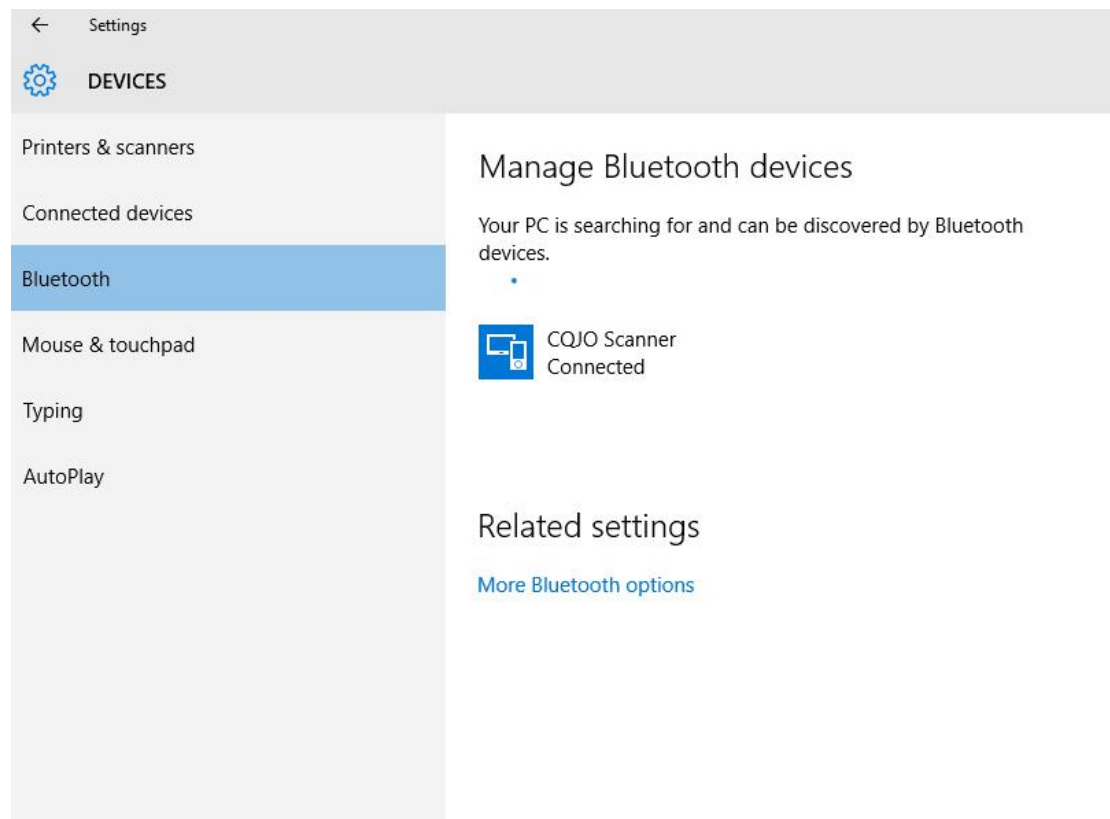 Settings
DEVICES
Printers & scanners
Connected devices
Bluetooth
Mouse & touchpad
Typing
AutoPlay
Manage Bluetooth devices
Your PC is searching for and can be discovered by Bluetooth
devices.
CQJO Scanner
Connected
Related settings
More Bluetooth options